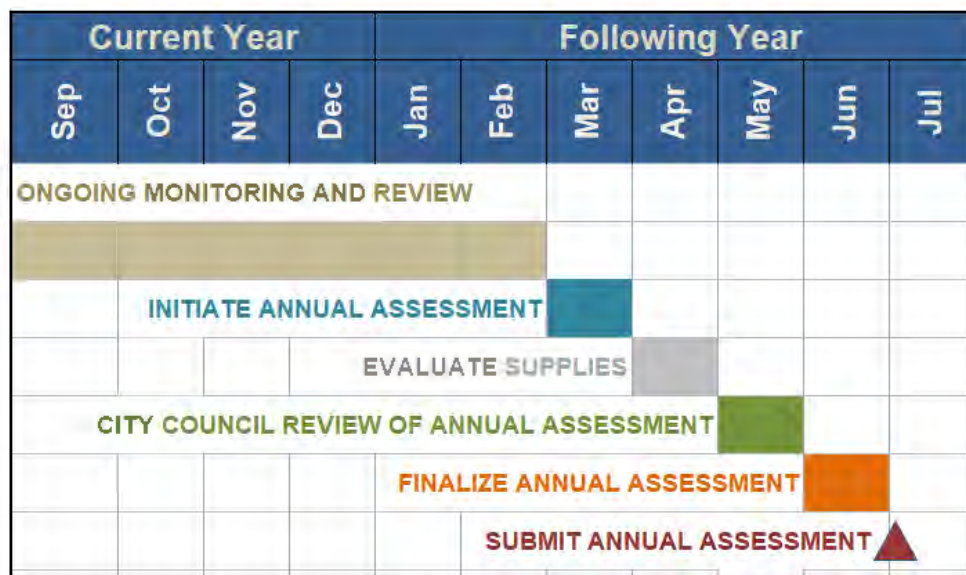 Current Year Following Year
Sep Oct Nov Dec Jan Feb Mar Apr May Jun Jul
ONGOING MONITORING AND REVIEW
INITIATE ANNUAL ASSESSMENT
EVALUATE SUPPLIES
CITY COUNCIL REVIEW OF ANNUAL ASSESSMENT
FINALIZE ANNUAL ASSESSMENT
SUBMIT ANNUAL ASSESSMENT